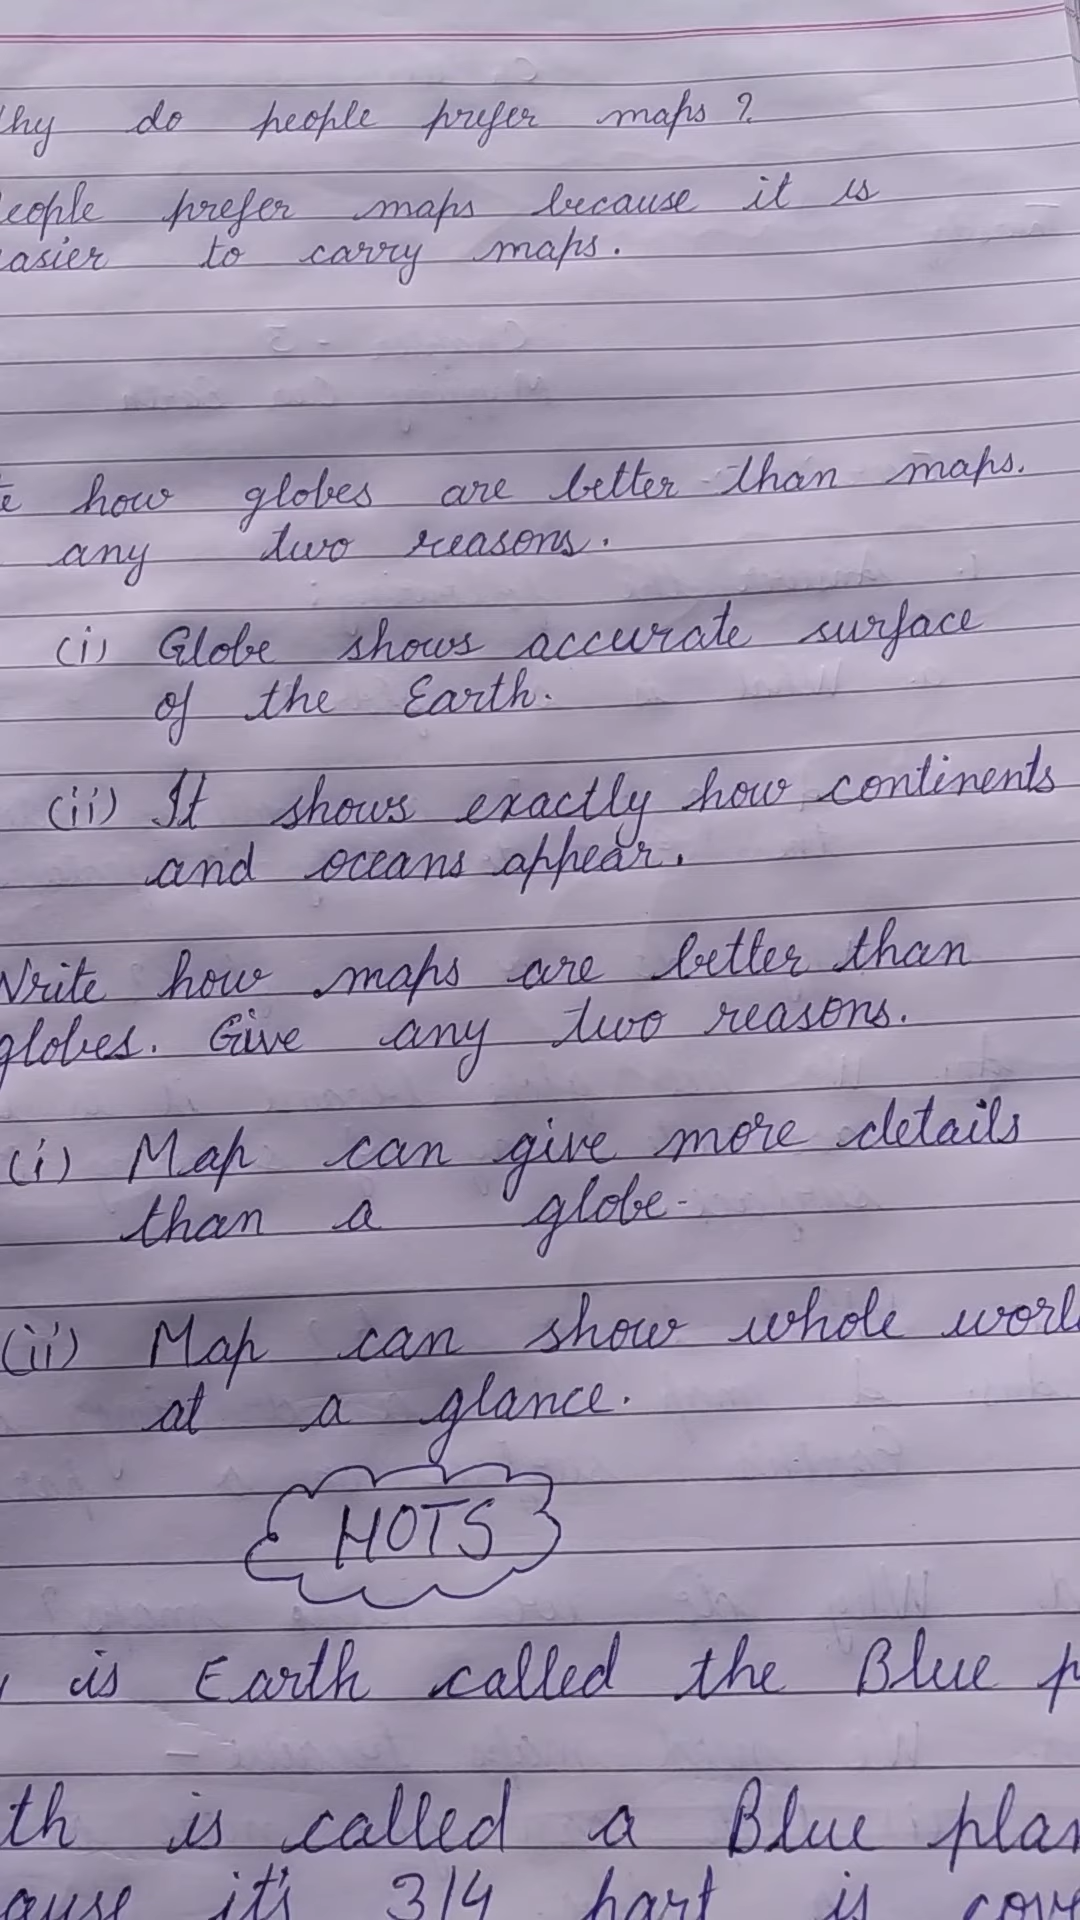 hy do people prefer maps ?
eople prefer maps because it is
asier to carry maps.
e how globes are better than maps.
any two reasons.
(i) Globe shows accurate surface
of the Earth.
(ii) It shows exactly how continents
and oceans appear.
Write how maps are better than
globes. Give any two reasons.
(i) Map can give more details
than a globe.
(ii) Map can show whole worl
at a glance.
HOTS
is Earth called the Blue p
th is called a Blue plan
ause it's 3/4 part is cove